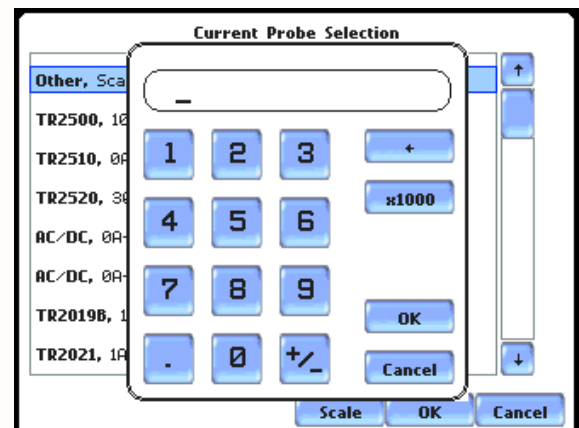 Current Probe Selection
Other, Sca
TR2500, 10
TR2510, 0A
TR2520, 30
AC/DC, 0A-
AC/DC, 0A-
TR2019B, 1
TR2021, 1A
_
1 2 3
4 5 6 x1000
7 8 9
. 0 +/_
OK
Cancel
Scale OK Cancel